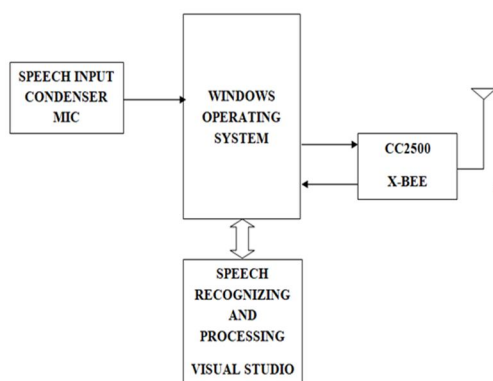 SPEECH INPUT
CONDENSER
MIC
WINDOWS
OPERATING
SYSTEM
CC2500
X-BEE
SPEECH
RECOGNIZING
AND
PROCESSING
VISUAL STUDIO